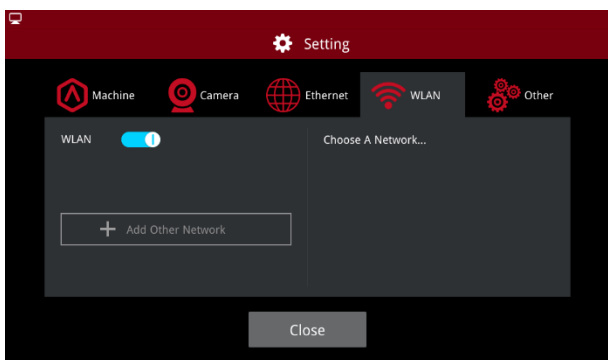 Setting
Machine
Camera
Ethernet
WLAN
Other
WLAN
Choose A Network...
Add Other Network
Close